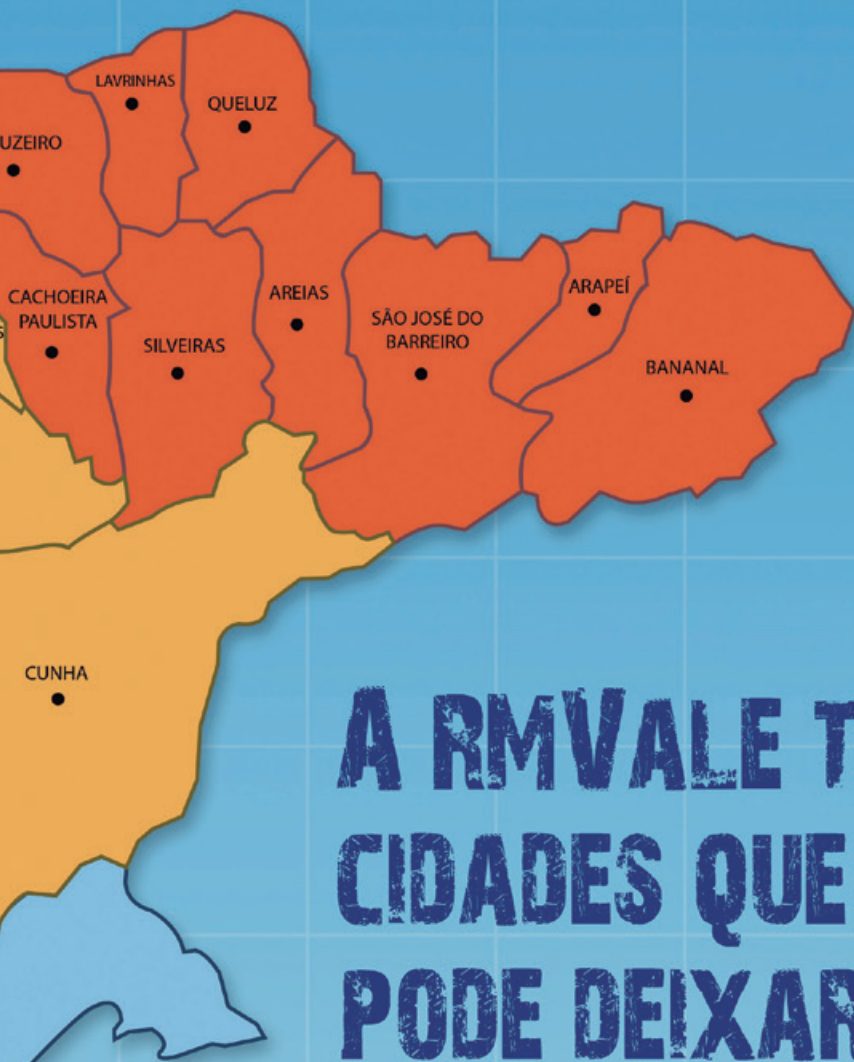 LAVRINHAS
QUELUZ
UZEIRO
CACHOEIRA
PAULISTA
S
SILVEIRAS
AREIAS
SÃO JOSÉ DO
BARREIRO
ARAPEÍ
BANANAL
CUNHA
A RMVALE T
CIDADES QUE
PODE DEIXAR